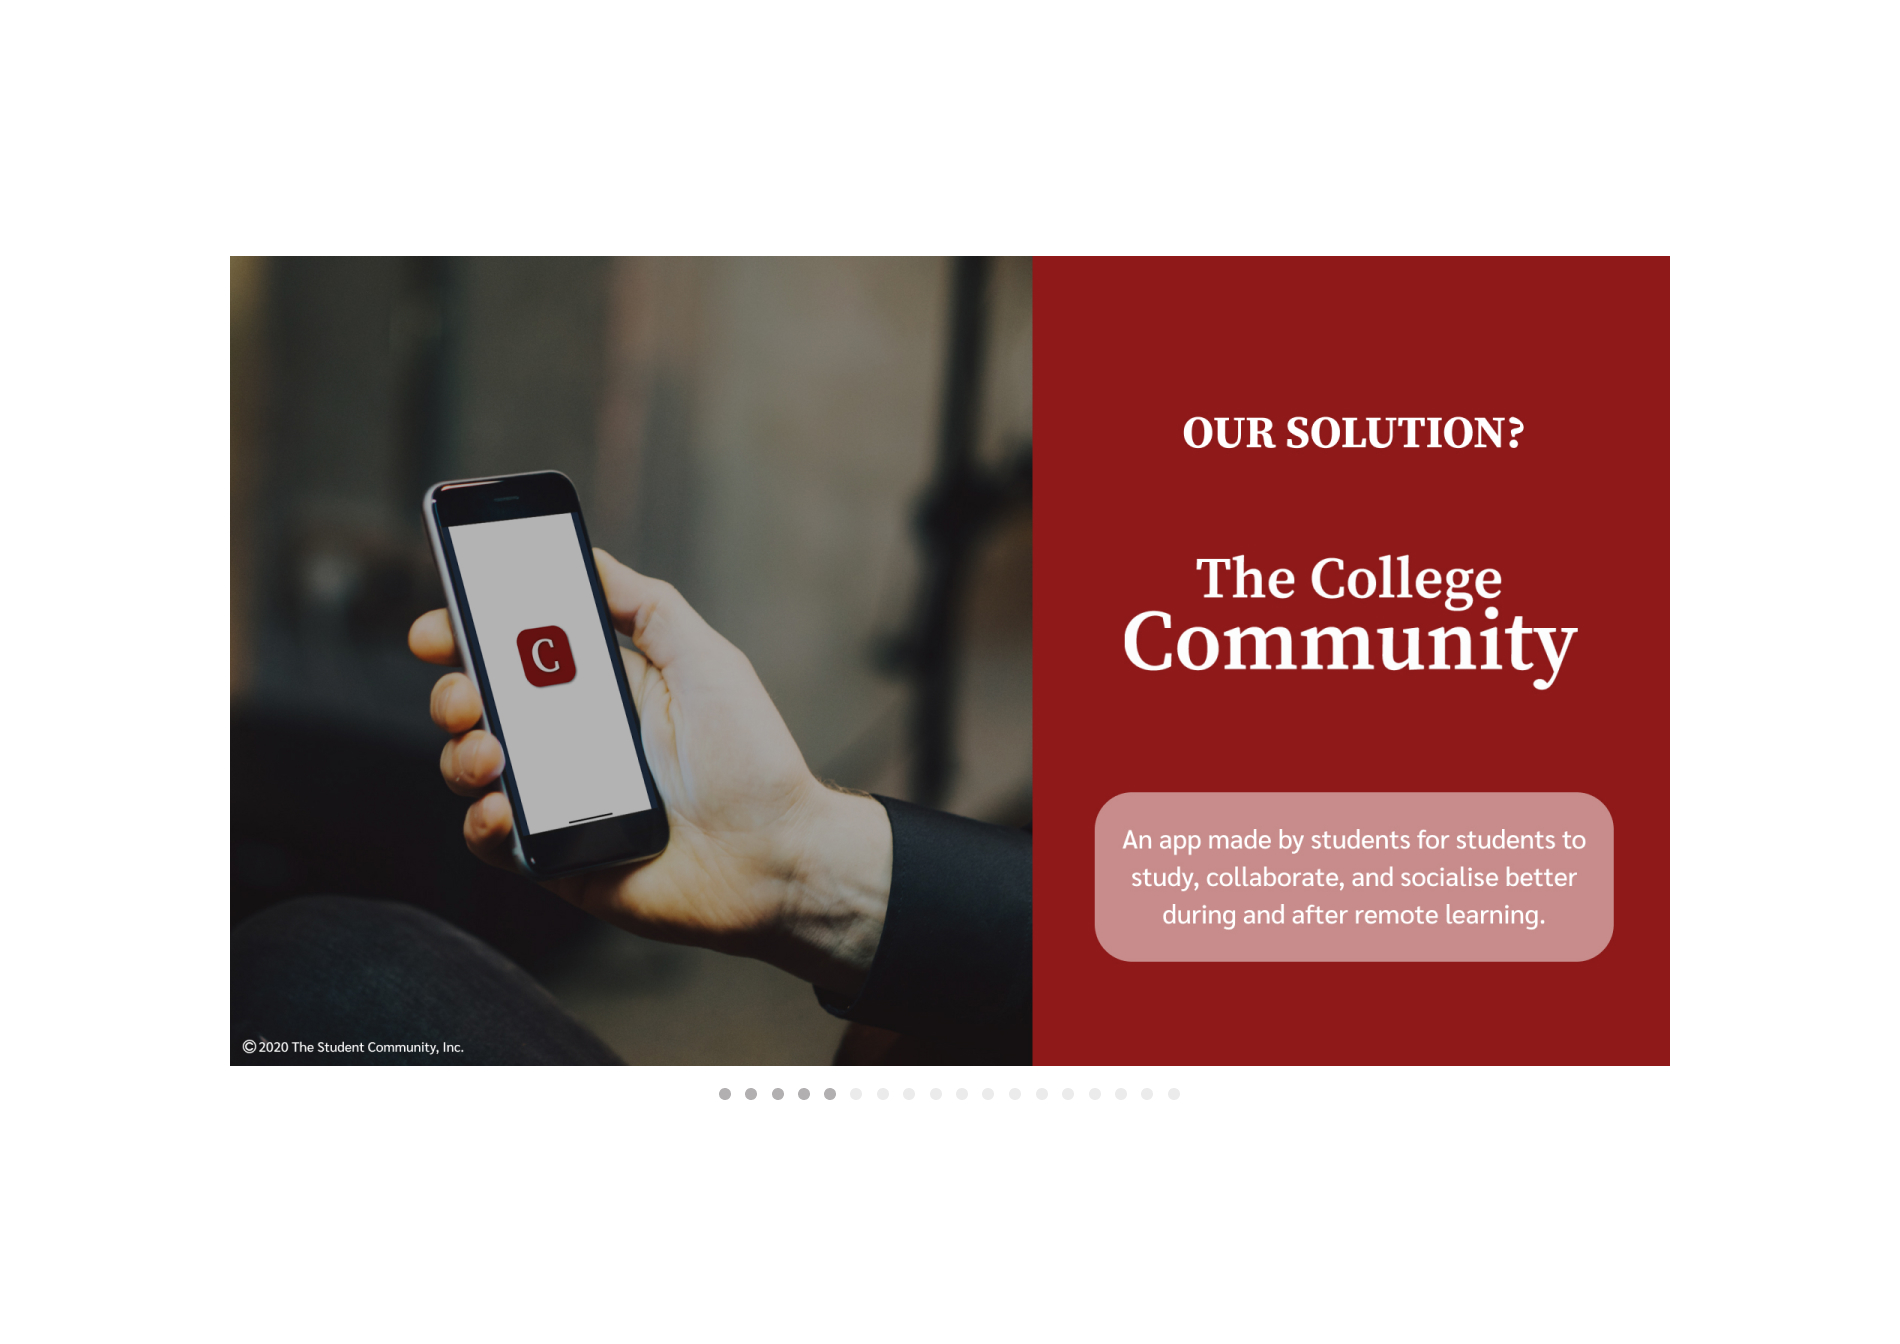 OUR SOLUTION?
The College
Community
C
An app made by students for students to
study, collaborate, and socialise better
during and after remote learning.
©2020 The Student Community, Inc.